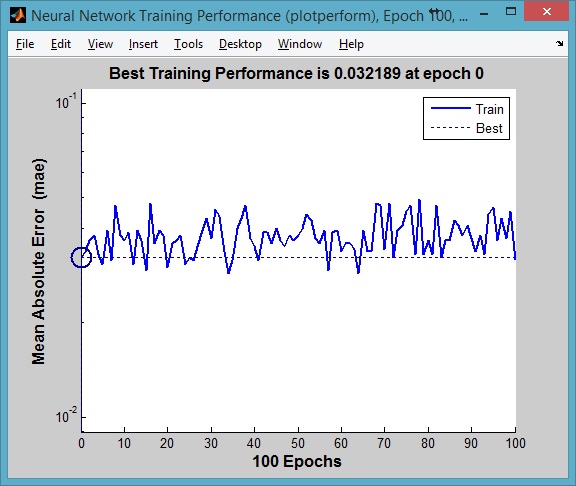 Neural Network Training Performance (plotperform), Epoch 100, ...
File Edit View Insert Tools Desktop Window Help
Best Training Performance is 0.032189 at epoch 0
Train
Best
Mean Absolute Error (mae)
10-1
10-2
0 10 20 30 40 50 60 70 80 90 100
100 Epochs